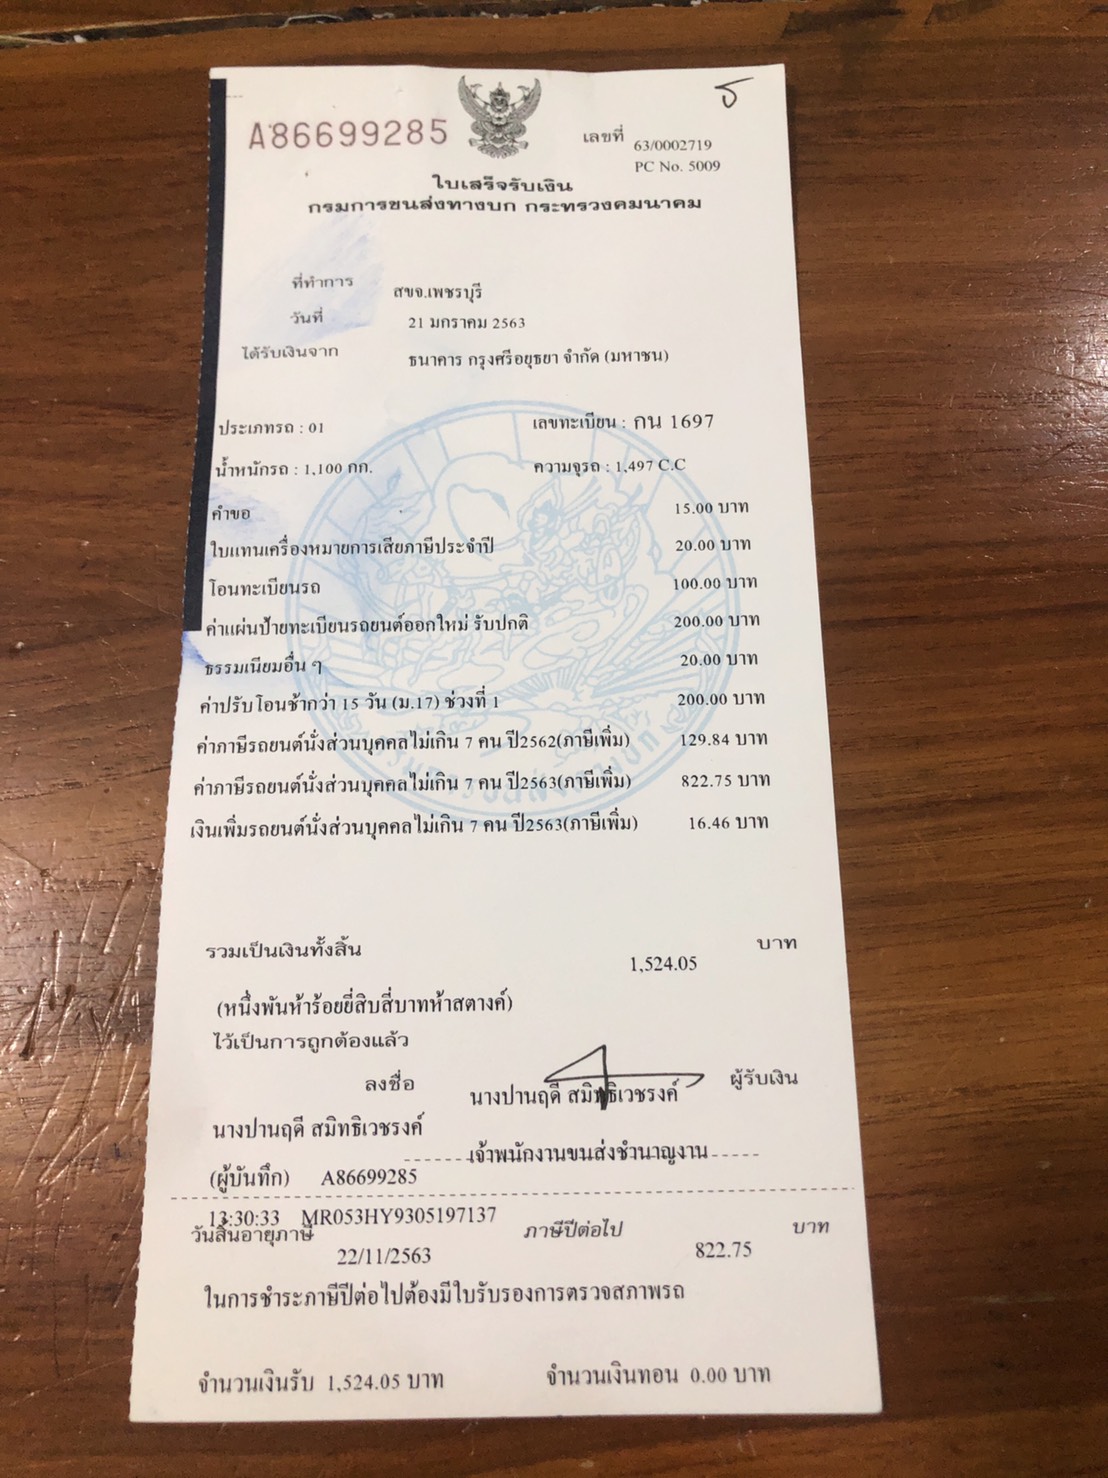 A86699285
เลขที่ 63/0002719
PC No. 5009
ใบเสร็จรับเงิน
กรมการขนส่งทางบก กระทรวงคมนาคม
ที่ทำการ สขจ.เพชรบุรี
วันที่ 21 มกราคม 2563
ได้รับเงินจาก ธนาคาร กรุงศรีอยุธยา จำกัด (มหาชน)
ประเภทรถ : 01 เลขทะเบียน : กน 1697
น้ำหนักรถ : 1,100 กก. ความจุรถ : 1,497 C.C
คำขอ 15.00 บาท
ใบแทนเครื่องหมายการเสียภาษีประจำปี 20.00 บาท
โอนทะเบียนรถ 100.00 บาท
ค่าแผ่นป้ายทะเบียนรถยนต์ออกใหม่ รับปกติ 200.00 บาท
ธรรมเนียมอื่น ๆ 20.00 บาท
ค่าปรับโอนช้ากว่า 15 วัน (ม.17) ช่วงที่ 1 200.00 บาท
ค่าภาษีรถยนต์นั่งส่วนบุคคลไม่เกิน 7 คน ปี2562(ภาษีเพิ่ม) 129.84 บาท
ค่าภาษีรถยนต์นั่งส่วนบุคคลไม่เกิน 7 คน ปี2563(ภาษีเพิ่ม) 822.75 บาท
เงินเพิ่มรถยนต์นั่งส่วนบุคคลไม่เกิน 7 คน ปี2563(ภาษีเพิ่ม) 16.46 บาท
รวมเป็นเงินทั้งสิ้น 1,524.05 บาท
(หนึ่งพันห้าร้อยยี่สิบสี่บาทห้าสตางค์)
ไว้เป็นการถูกต้องแล้ว
ลงชื่อ นางปานฤดี สมิทธิเวชรงค์ ผู้รับเงิน
นางปานฤดี สมิทธิเวชรงค์
เจ้าพนักงานขนส่งชำนาญงาน
(ผู้บันทึก) A86699285
13:30:33 MR053HY9305197137
วันสิ้นอายุภาษี 22/11/2563 ภาษีปีต่อไป 822.75 บาท
ในการชำระภาษีปีต่อไปต้องมีใบรับรองการตรวจสภาพรถ
จำนวนเงินรับ 1,524.05 บาท จำนวนเงินทอน 0.00 บาท